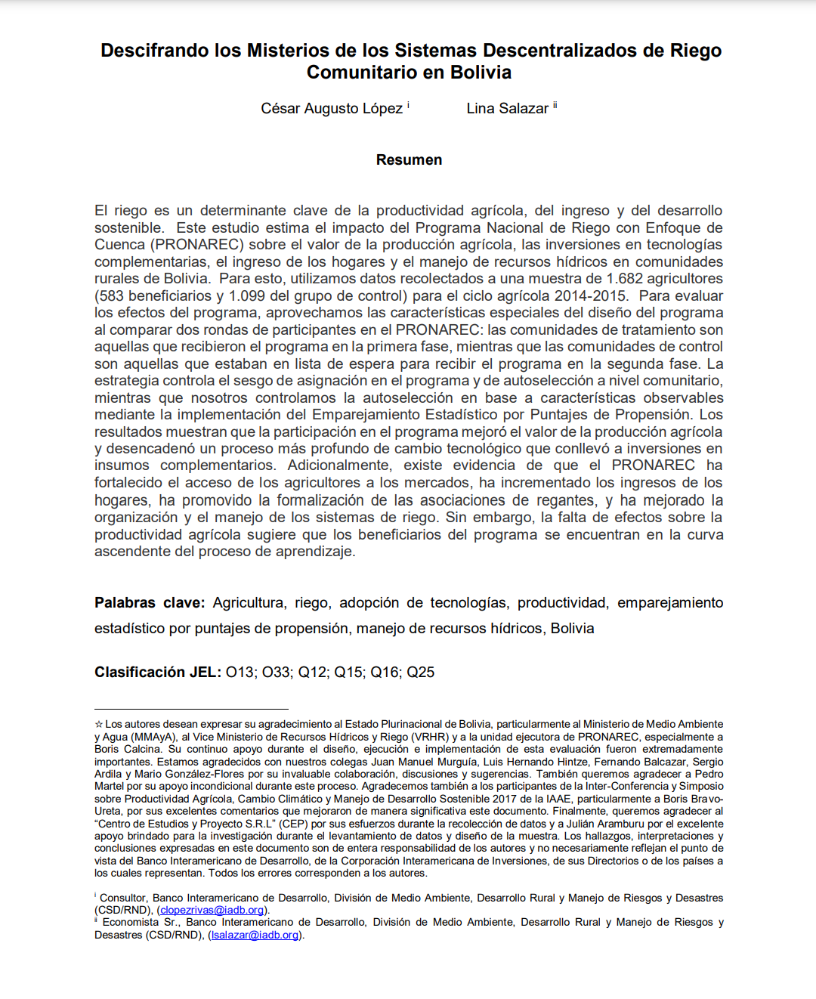 Descifrando los Misterios de los Sistemas Descentralizados de Riego
Comunitario en Bolivia
César Augusto López i Lina Salazar ii
Resumen
El riego es un determinante clave de la productividad agrícola, del ingreso y del desarrollo
sostenible. Este estudio estima el impacto del Programa Nacional de Riego con Enfoque de
Cuenca (PRONAREC) sobre el valor de la producción agrícola, las inversiones en tecnologías
complementarias, el ingreso de los hogares y el manejo de recursos hídricos en comunidades
rurales de Bolivia. Para esto, utilizamos datos recolectados a una muestra de 1.682 agricultores
(583 beneficiarios y 1.099 del grupo de control) para el ciclo agrícola 2014-2015. Para evaluar
los efectos del programa, aprovechamos las características especiales del diseño del programa
al comparar dos rondas de participantes en el PRONAREC: las comunidades de tratamiento son
aquellas que recibieron el programa en la primera fase, mientras que las comunidades de control
son aquellas que estaban en lista de espera para recibir el programa en la segunda fase. La
estrategia controla el sesgo de asignación en el programa y de autoselección a nivel comunitario,
mientras que nosotros controlamos la autoselección en base a características observables
mediante la implementación del Emparejamiento Estadístico por Puntajes de Propensión. Los
resultados muestran que la participación en el programa mejoró el valor de la producción agrícola
y desencadenó un proceso más profundo de cambio tecnológico que conllevó a inversiones en
insumos complementarios. Adicionalmente, existe evidencia de que el PRONAREC ha
fortalecido el acceso de los agricultores a los mercados, ha incrementado los ingresos de los
hogares, ha promovido la formalización de las asociaciones de regantes, y ha mejorado la
organización y el manejo de los sistemas de riego. Sin embargo, la falta de efectos sobre la
productividad agrícola sugiere que los beneficiarios del programa se encuentran en la curva
ascendente del proceso de aprendizaje.
Palabras clave: Agricultura, riego, adopción de tecnologías, productividad, emparejamiento
estadístico por puntajes de propensión, manejo de recursos hídricos, Bolivia
Clasificación JEL: O13; O33; Q12; Q15; Q16; Q25
☆ Los autores desean expresar su agradecimiento al Estado Plurinacional de Bolivia, particularmente al Ministerio de Medio Ambiente
y Agua (MMAyA), al Vice Ministerio de Recursos Hídricos y Riego (VRHR) y a la unidad ejecutora de PRONAREC, especialmente a
Boris Calcina. Su continuo apoyo durante el diseño, ejecución e implementación de esta evaluación fueron extremadamente
importantes. Estamos agradecidos con nuestros colegas Juan Manuel Murguía, Luis Hernando Hintze, Fernando Balcazar, Sergio
Ardila y Mario González-Flores por su invaluable colaboración, discusiones y sugerencias. También queremos agradecer a Pedro
Martel por su apoyo incondicional durante este proceso. Agradecemos también a los participantes de la Inter-Conferencia y Simposio
sobre Productividad Agrícola, Cambio Climático y Manejo de Desarrollo Sostenible 2017 de la IAAE, particularmente a Boris Bravo-
Ureta, por sus excelentes comentarios que mejoraron de manera significativa este documento. Finalmente, queremos agradecer al
“Centro de Estudios y Proyecto S.R.L” (CEP) por sus esfuerzos durante la recolección de datos y a Julián Aramburu por el excelente
apoyo brindado para la investigación durante el levantamiento de datos y diseño de la muestra. Los hallazgos, interpretaciones y
conclusiones expresadas en este documento son de entera responsabilidad de los autores y no necesariamente reflejan el punto de
vista del Banco Interamericano de Desarrollo, de la Corporación Interamericana de Inversiones, de sus Directorios o de los países a
los cuales representan. Todos los errores corresponden a los autores.
i Consultor, Banco Interamericano de Desarrollo, División de Medio Ambiente, Desarrollo Rural y Manejo de Riesgos y Desastres
(CSD/RND), (clopezrivas@iadb.org).
ii Economista Sr., Banco Interamericano de Desarrollo, División de Medio Ambiente, Desarrollo Rural y Manejo de Riesgos y
Desastres (CSD/RND), (lsalazar@iadb.org).